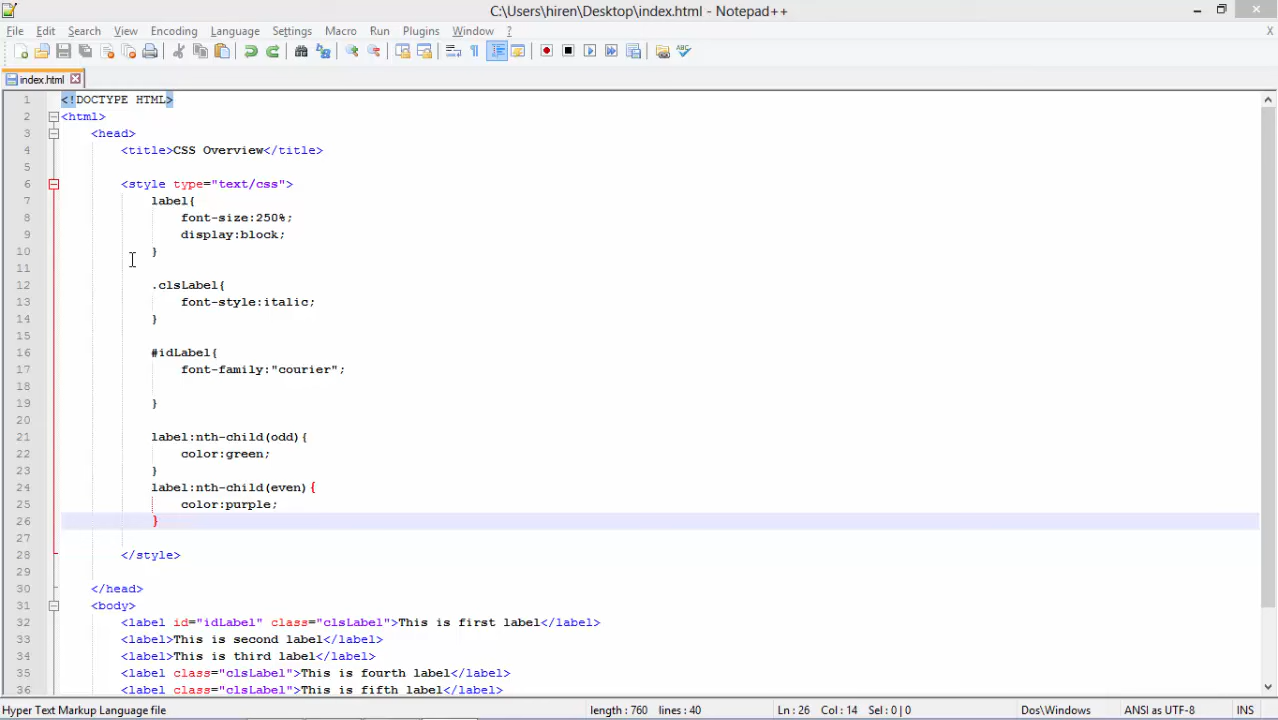 C:\Users\hiren\Desktop\index.html - Notepad++
File Edit Search View Encoding Language Settings Macro Run Plugins Window ? X
index.html
1 <!DOCTYPE HTML>
2 <html>
3 <head>
4 <title>CSS Overview</title>
5
6 <style type="text/css">
7 label{
8 font-size:250%;
9 display:block;
10 }
11
12 .clsLabel{
13 font-style:italic;
14 }
15
16 #idLabel{
17 font-family:"courier";
18
19 }
20
21 label:nth-child(odd){
22 color:green;
23 }
24 label:nth-child(even){
25 color:purple;
26 }
27
28 </style>
29
30 </head>
31 <body>
32 <label id="idLabel" class="clsLabel">This is first label</label>
33 <label>This is second label</label>
34 <label>This is third label</label>
35 <label class="clsLabel">This is fourth label</label>
36 <label class="clsLabel">This is fifth label</label>
Hyper Text Markup Language file length : 760 lines : 40 Ln : 26 Col : 14 Sel : 0 | 0 Dos\Windows ANSI as UTF-8 INS